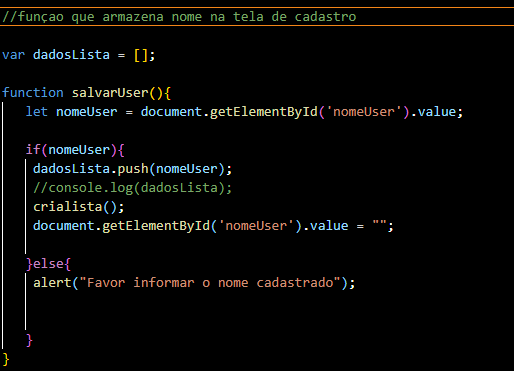 //funçao que armazena nome na tela de cadastro
var dadosLista = [];
function salvarUser(){
let nomeUser = document.getElementById('nomeUser').value;
if(nomeUser){
dadosLista.push(nomeUser);
//console.log(dadosLista);
crialista();
document.getElementById('nomeUser').value = "";
}else{
alert("Favor informar o nome cadastrado");
}
}